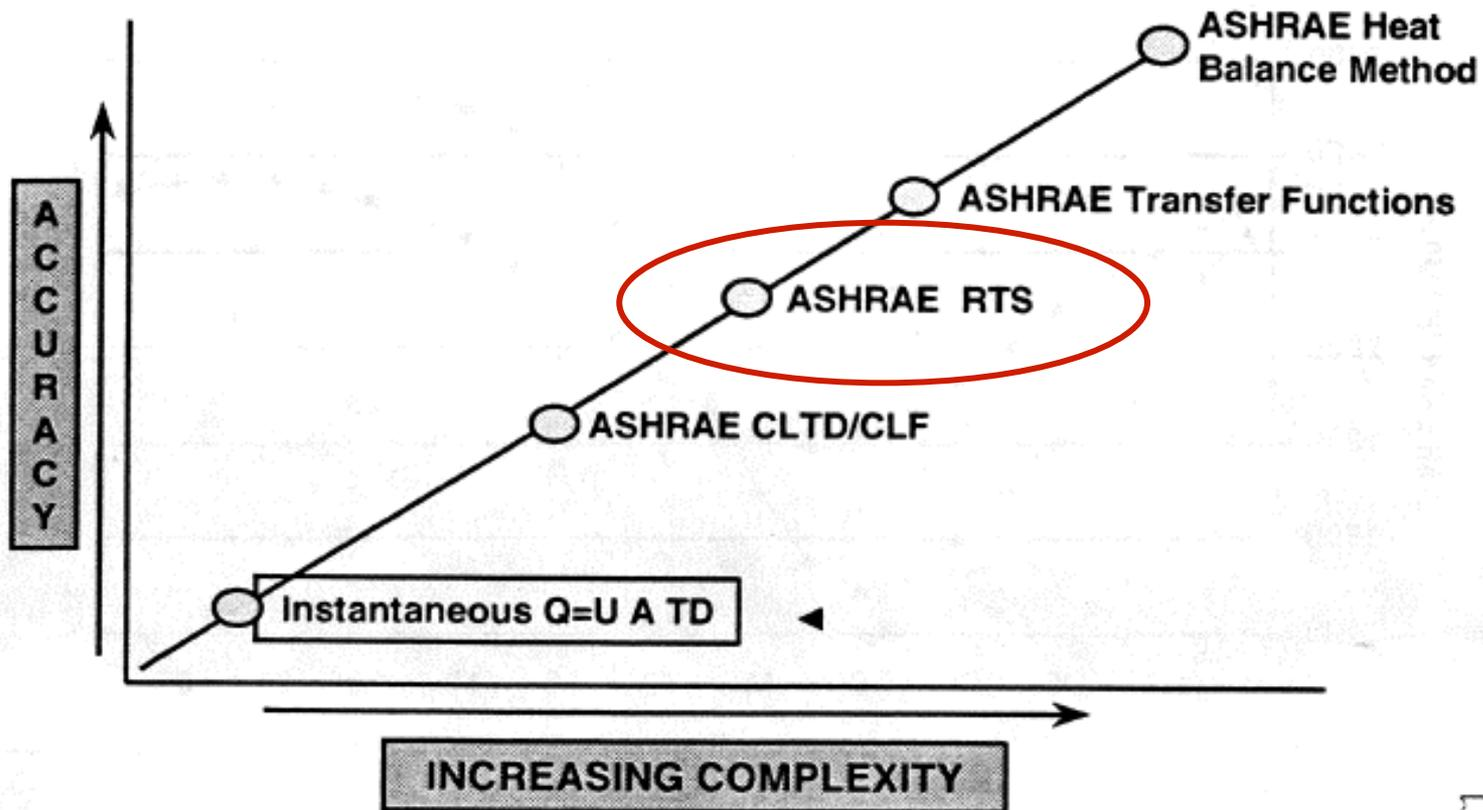 ASHRAE Heat
Balance Method
ASHRAE Transfer Functions
ASHRAE RTS
ASHRAE CLTD/CLF
Instantaneous Q=U A TD
ACCURACY
INCREASING COMPLEXITY